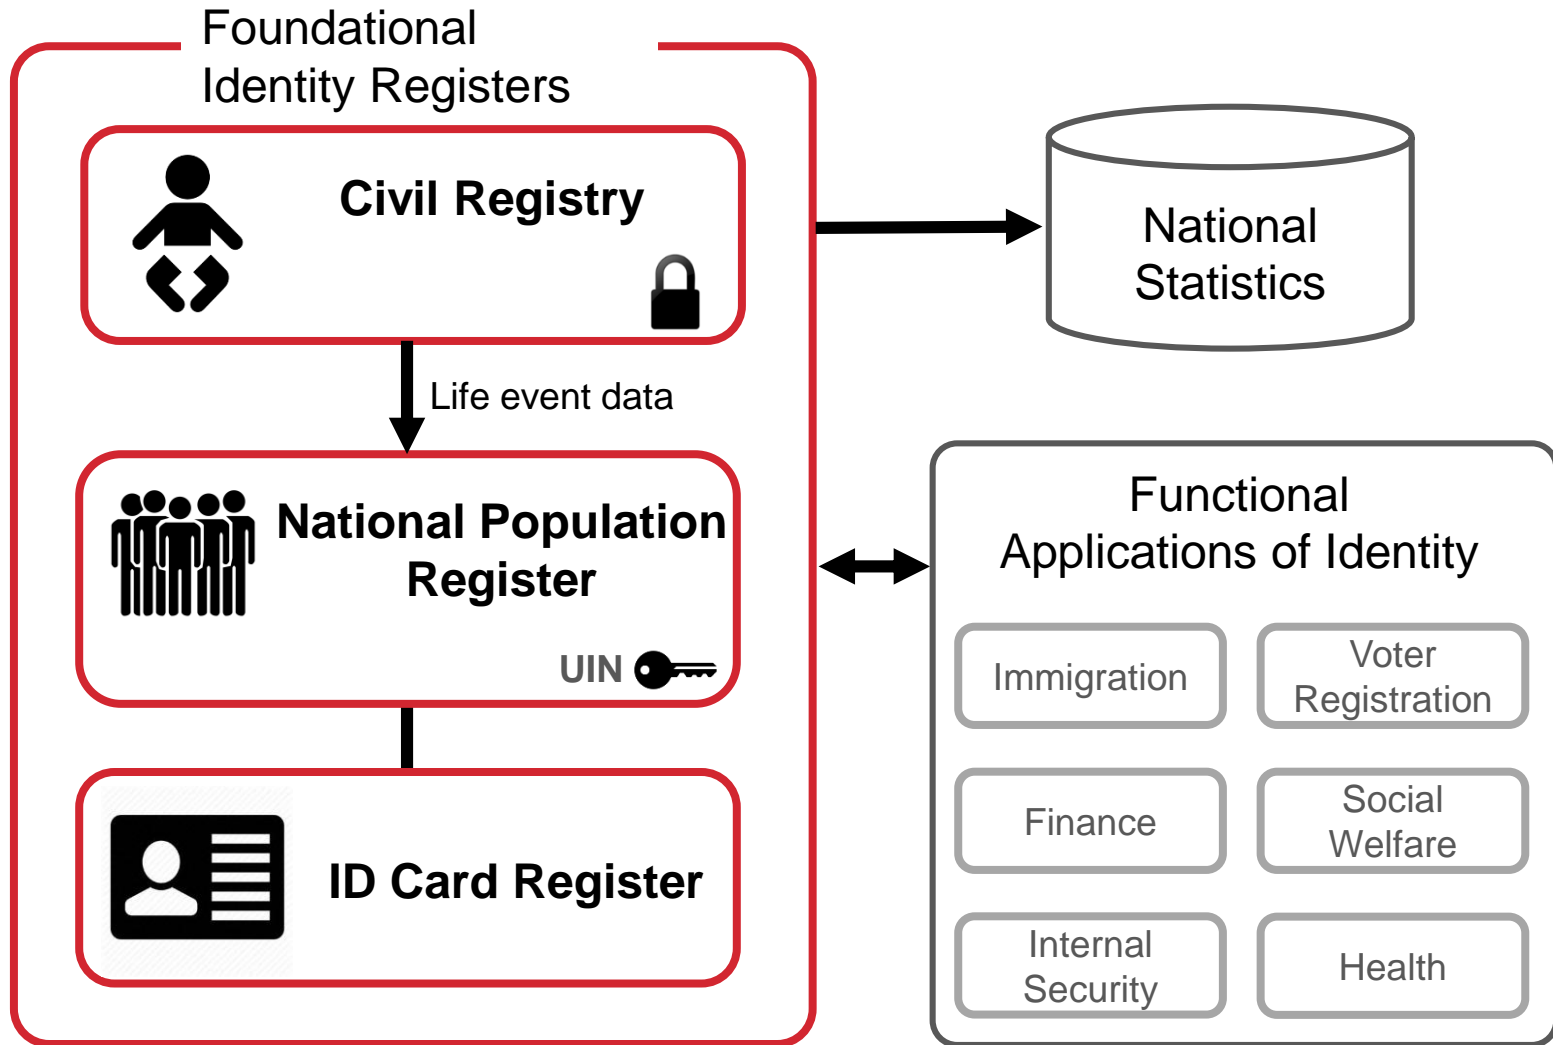 Foundational
Identity Registers
Civil Registry
Life event data
National Population
Register
UIN
ID Card Register
National
Statistics
Functional
Applications of Identity
Immigration
Voter
Registration
Finance
Social
Welfare
Internal
Security
Health